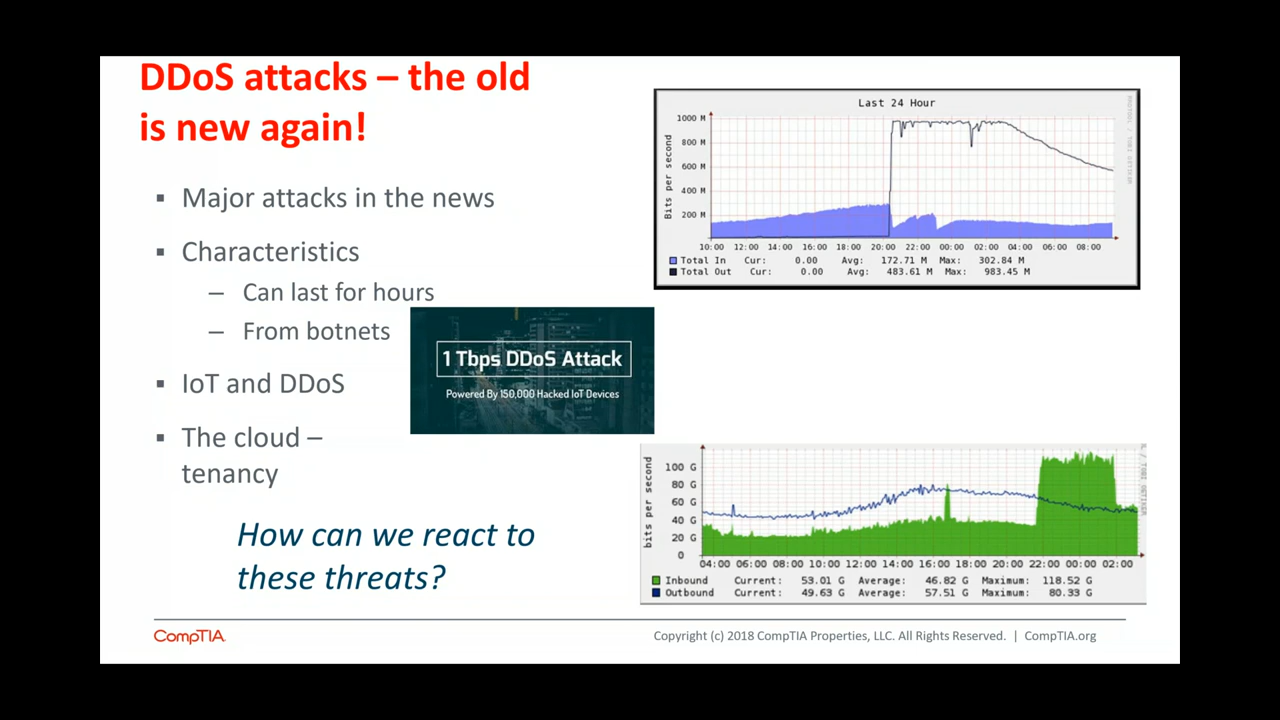 DDoS attacks – the old
is new again!
▪ Major attacks in the news
▪ Characteristics
– Can last for hours
– From botnets
▪ IoT and DDoS
▪ The cloud –
tenancy
How can we react to
these threats?
1 Tbps DDoS Attack
Powered By 150,000 Hacked IoT Devices
Last 24 Hour
Bits per second
1000 M
800 M
600 M
400 M
200 M
10:00 12:00 14:00 16:00 18:00 20:00 22:00 00:00 02:00 04:00 06:00 08:00
Total In Cur: 0.00 Avg: 172.71 M Max: 302.84 M
Total Out Cur: 0.00 Avg: 483.61 M Max: 983.45 M
bits per second
100 G
80 G
60 G
40 G
20 G
0
04:00 06:00 08:00 10:00 12:00 14:00 16:00 18:00 20:00 22:00 00:00 02:00
Inbound Current: 53.01 G Average: 46.82 G Maximum: 118.52 G
Outbound Current: 49.63 G Average: 57.51 G Maximum: 80.33 G
CompTIA.
Copyright (c) 2018 CompTIA Properties, LLC. All Rights Reserved. | CompTIA.org